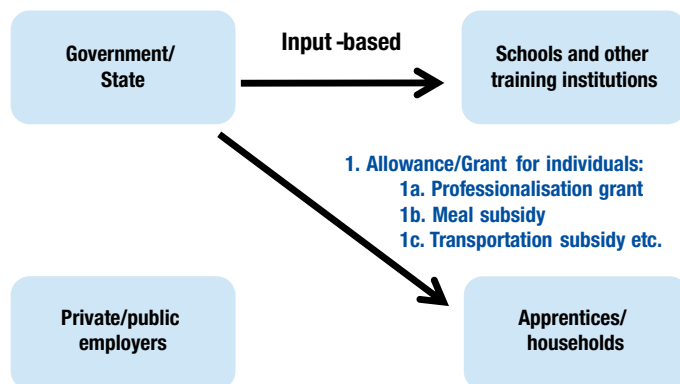 Government/
State
Input -based
Schools and other
training institutions
1. Allowance/Grant for individuals:
1a. Professionalisation grant
1b. Meal subsidy
1c. Transportation subsidy etc.
Private/public
employers
Apprentices/
households